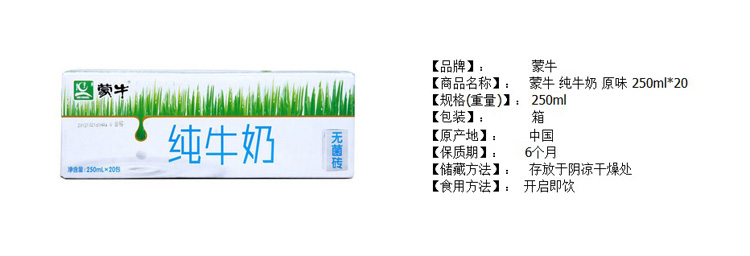 蒙牛
纯牛奶
无菌砖
净含量:250mL×20包
【品牌】： 蒙牛
【商品名称】： 蒙牛 纯牛奶 原味 250ml*20
【规格(重量)】： 250ml
【包装】： 箱
【原产地】： 中国
【保质期】： 6个月
【储藏方法】： 存放于阴凉干燥处
【食用方法】： 开启即饮